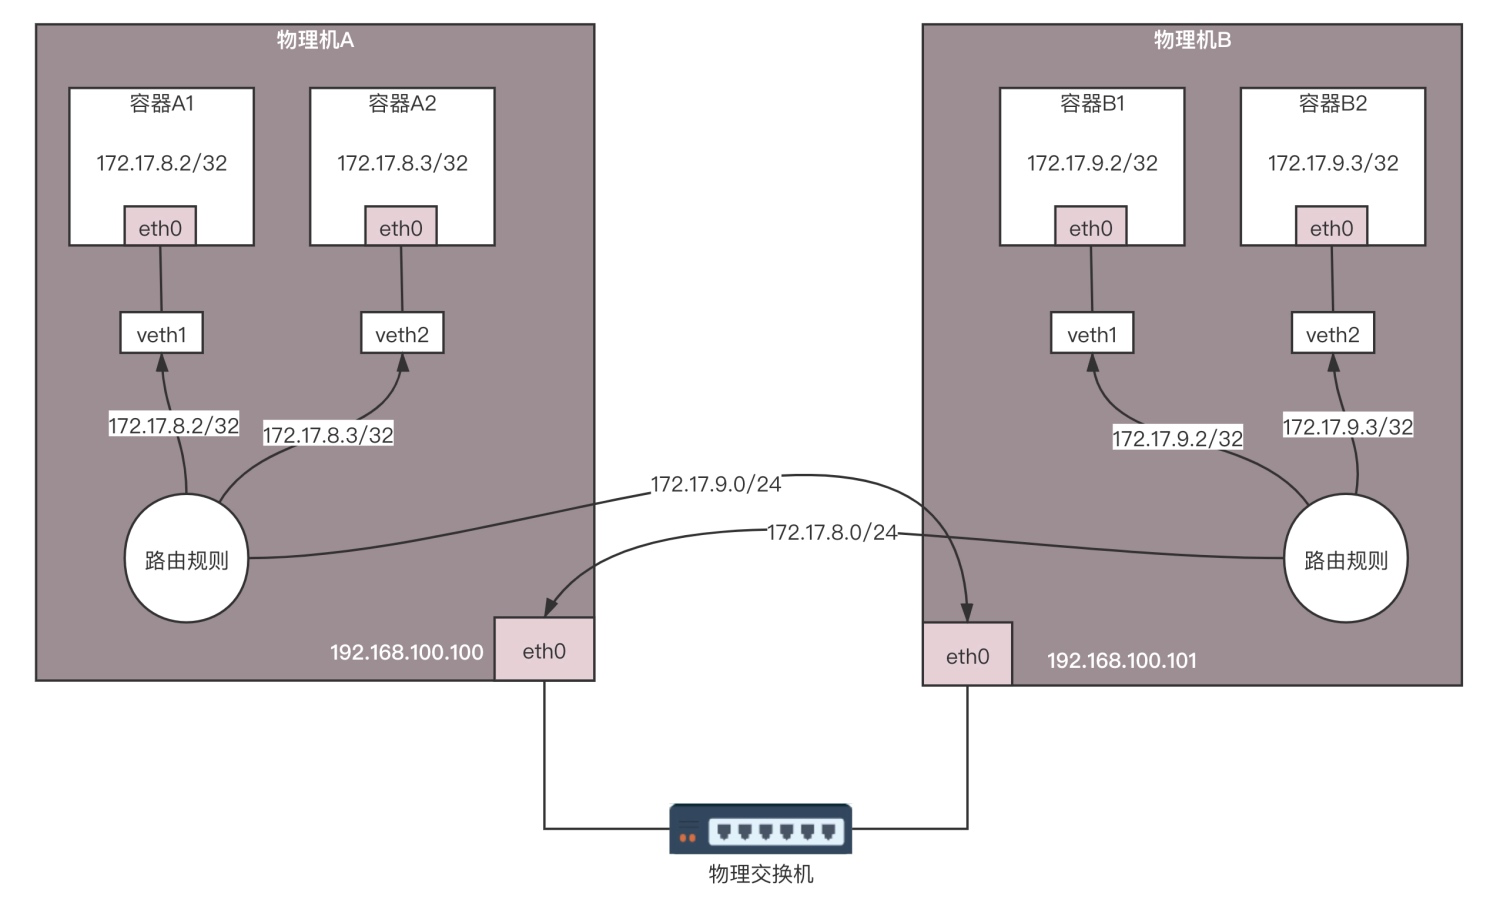 物理机A
容器A1
172.17.8.2/32
eth0
veth1
容器A2
172.17.8.3/32
eth0
veth2
172.17.8.2/32
172.17.8.3/32
路由规则
192.168.100.100
eth0
172.17.9.0/24
172.17.8.0/24
物理机B
容器B1
172.17.9.2/32
eth0
veth1
容器B2
172.17.9.3/32
eth0
veth2
172.17.9.2/32
172.17.9.3/32
路由规则
eth0
192.168.100.101
物理交换机